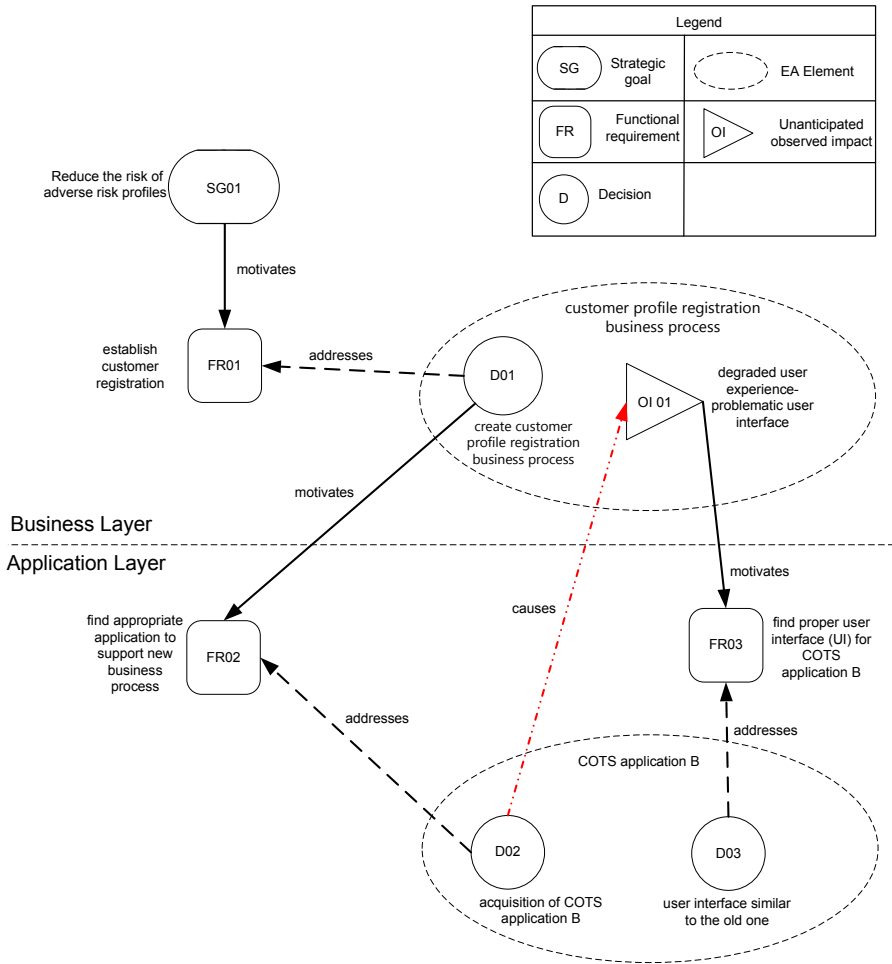 Legend
SG
Strategic
goal
EA Element
FR
Functional
requirement
OI
Unanticipated
observed impact
D
Decision
Reduce the risk of
adverse risk profiles
SG01
motivates
customer profile registration
business process
establish
customer
registration
FR01
addresses
D01
OI 01
degraded user
experience-
problematic user
interface
create customer
profile registration
business process
motivates
Business Layer
Application Layer
motivates
causes
find appropriate
application to
support new
business
process
FR02
FR03
find proper user
interface (UI) for
COTS
application B
addresses
addresses
COTS application B
D02
D03
acquisition of COTS
application B
user interface similar
to the old one